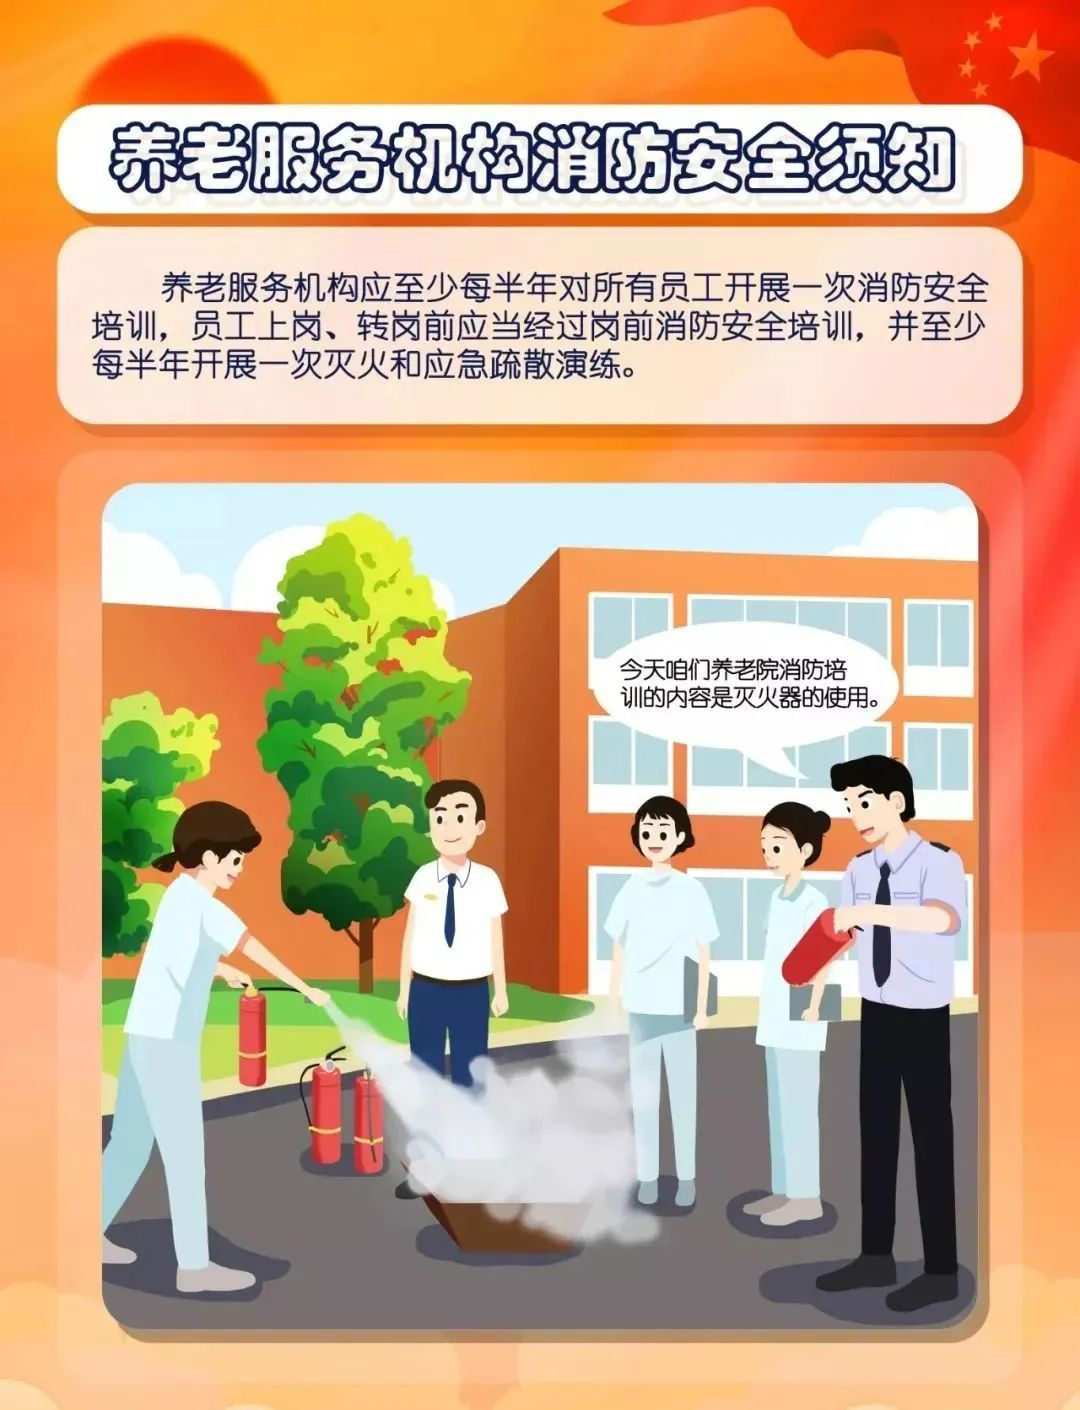 养老服务机构消防安全须知
养老服务机构应至少每半年对所有员工开展一次消防安全
培训，员工上岗、转岗前应当经过岗前消防安全培训，并至少
每半年开展一次灭火和应急疏散演练。
今天咱们养老院消防培
训的内容是灭火器的使用。